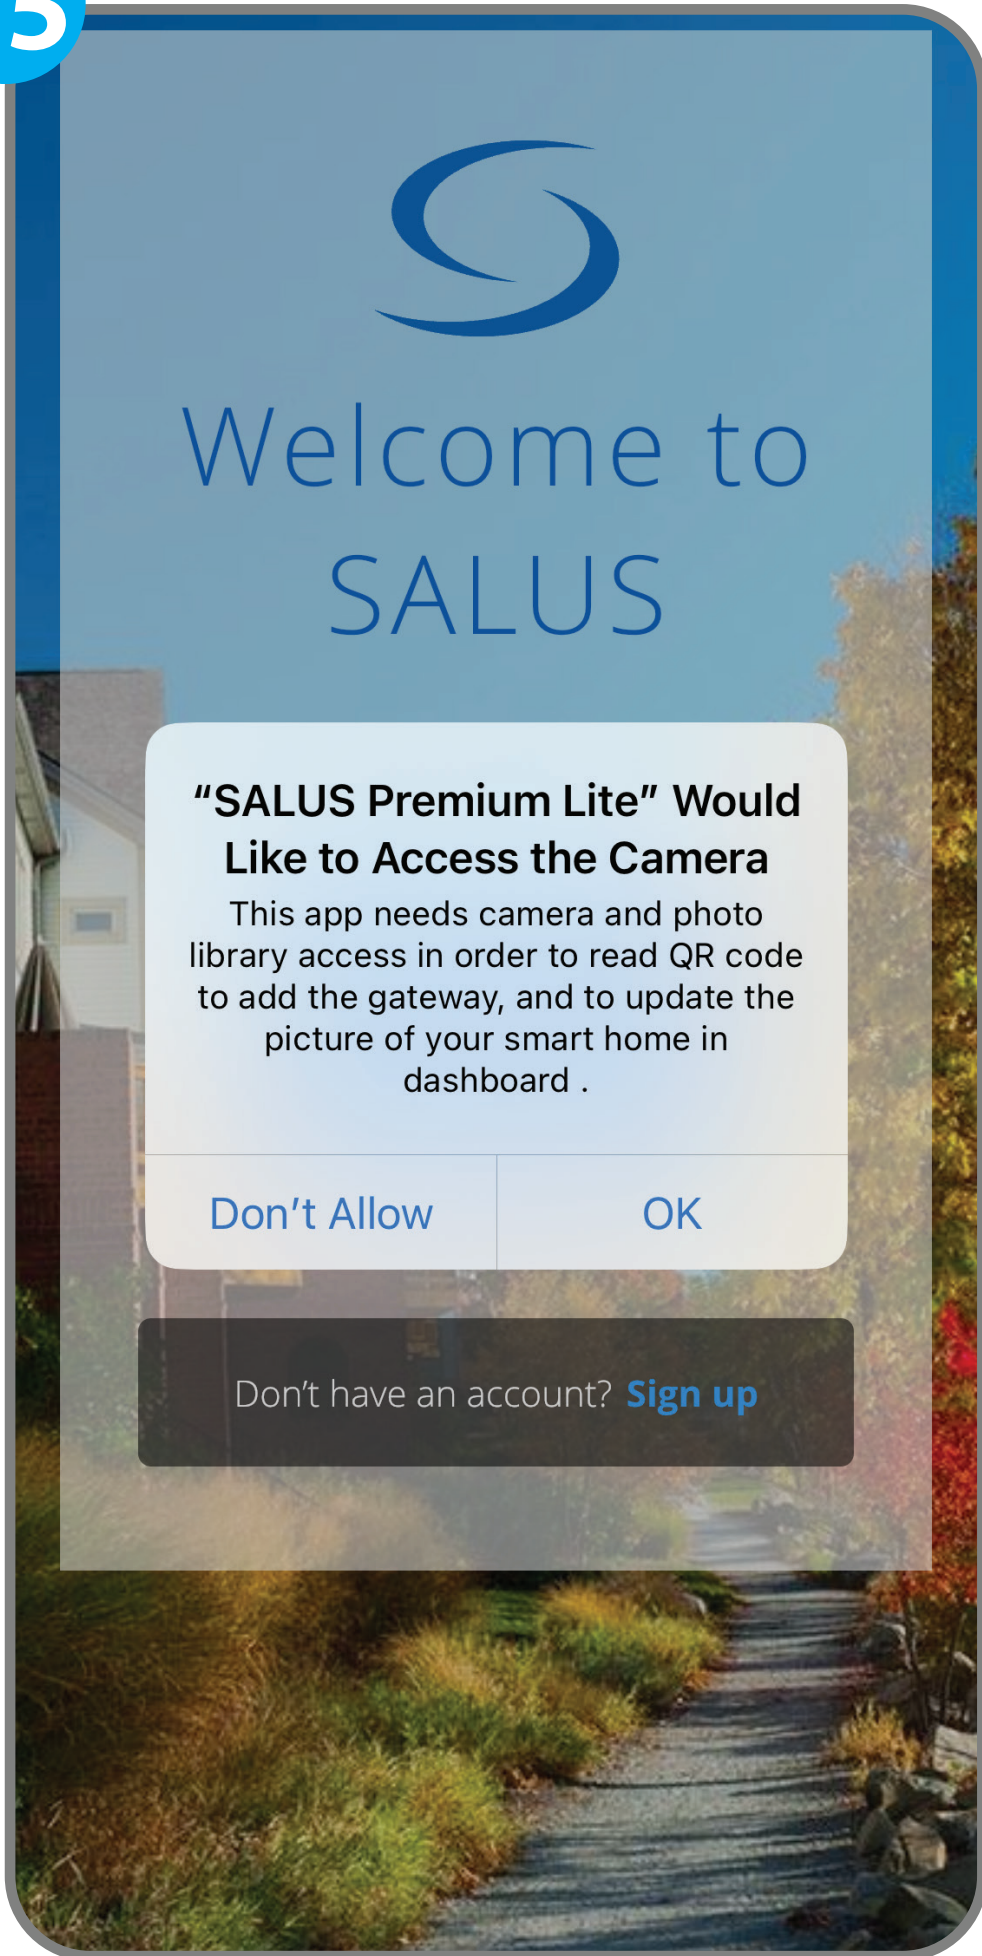 Welcome to
SALUS
“SALUS Premium Lite” Would
Like to Access the Camera
This app needs camera and photo
library access in order to read QR code
to add the gateway, and to update the
picture of your smart home in
dashboard .
Don’t Allow
OK
Don’t have an account? Sign up